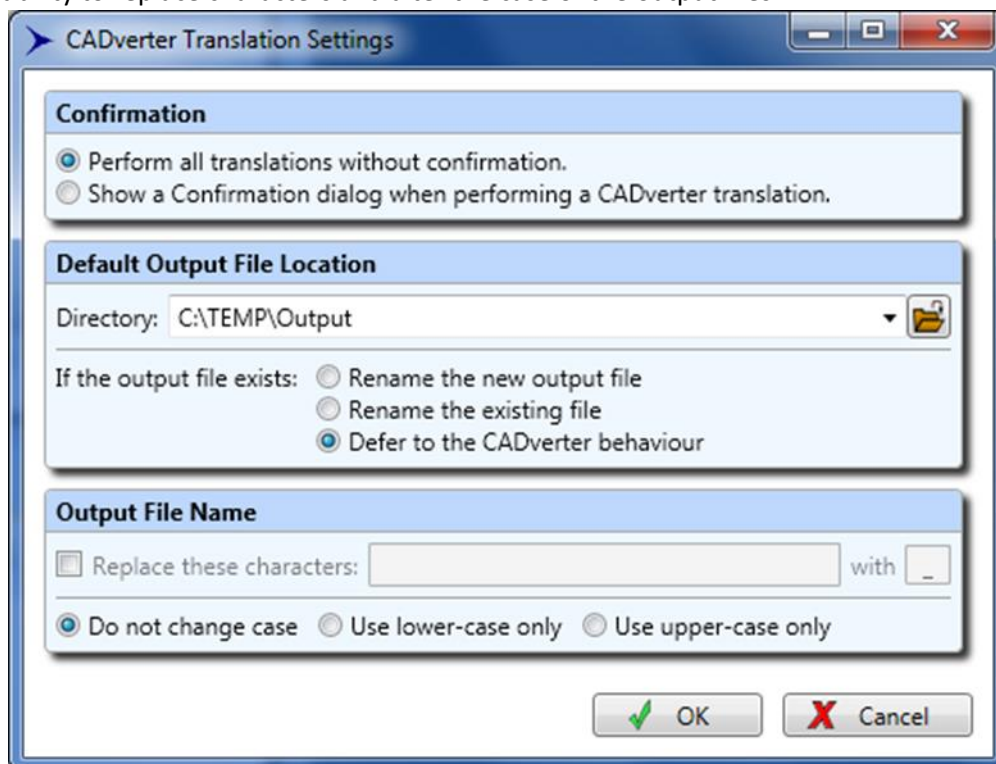 CADverter Translation Settings
Confirmation
Perform all translations without confirmation.
Show a Confirmation dialog when performing a CADverter translation.
Default Output File Location
Directory: C:\TEMP\Output
If the output file exists: Rename the new output file
Rename the existing file
Defer to the CADverter behaviour
Output File Name
Replace these characters: with _
Do not change case Use lower-case only Use upper-case only
OK Cancel